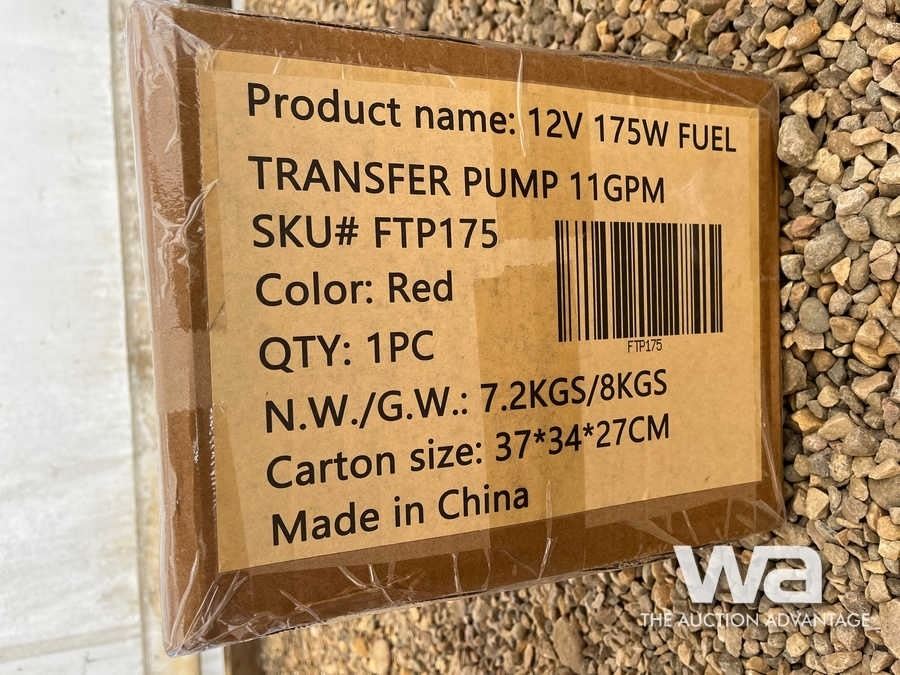 Product name: 12V 175W FUEL
TRANSFER PUMP 11GPM
SKU# FTP175
Color: Red
QTY: 1PC
FTP175
N.W./G.W.: 7.2KGS/8KGS
Carton size: 37*34*27CM
Made in China
wa
THE AUCTION ADVANTAGE